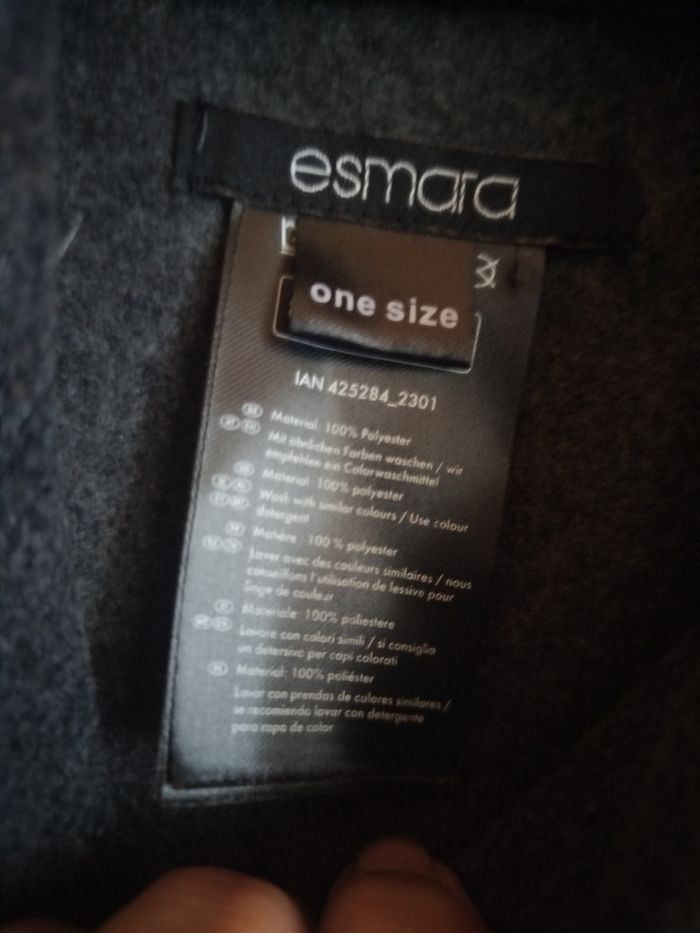 esmara
one size
IAN 425284_2301
Material: 100% Polyester
Mit ähnlichen Farben waschen / wir
empfehlen ein Colorwaschmittel
Material: 100% polyester
Wash with similar colours / Use colour
detergent
Matière: 100 % polyester
Laver avec des couleurs similaires / nous
conseillons l'utilisation de lessive pour
linge de couleur
Materiale: 100% poliestere
Lavare con colori simili / si consiglia
un detersivo per capi colorati
Material: 100% poliéster
Lavar con prendas de colores similares /
se recomienda lavar con detergente
para ropa de color